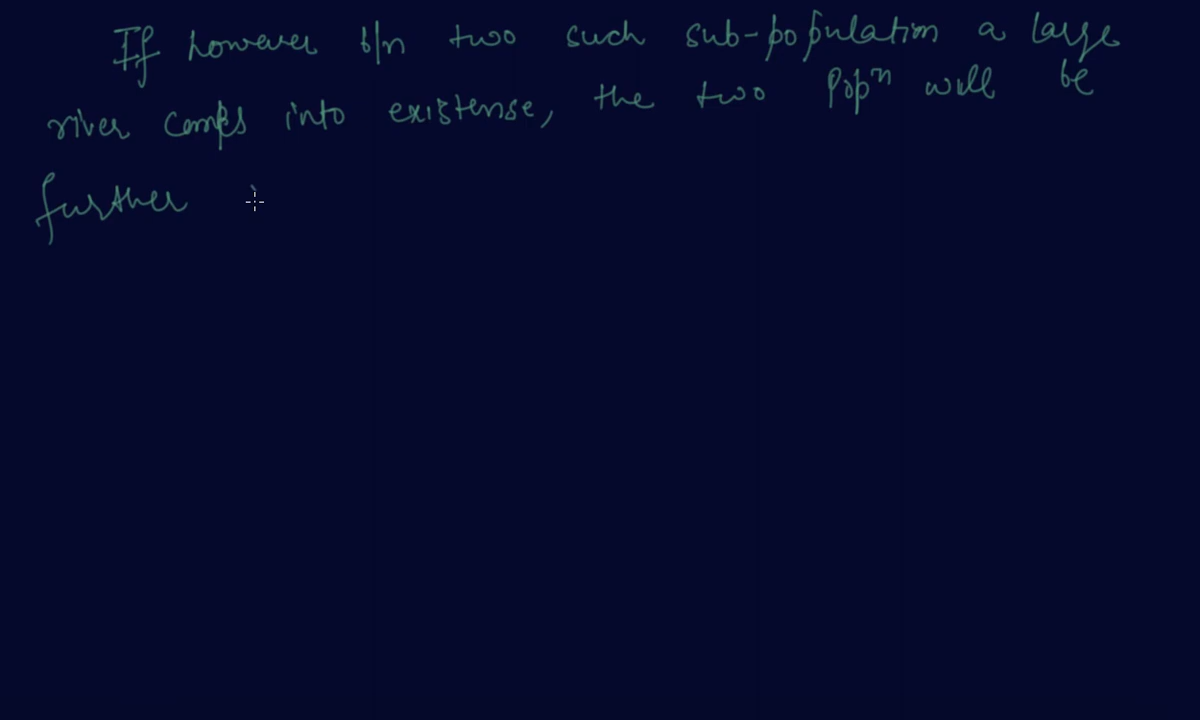 If however b/n two such sub-population a large
river comes into existense, the two popⁿ will be
further